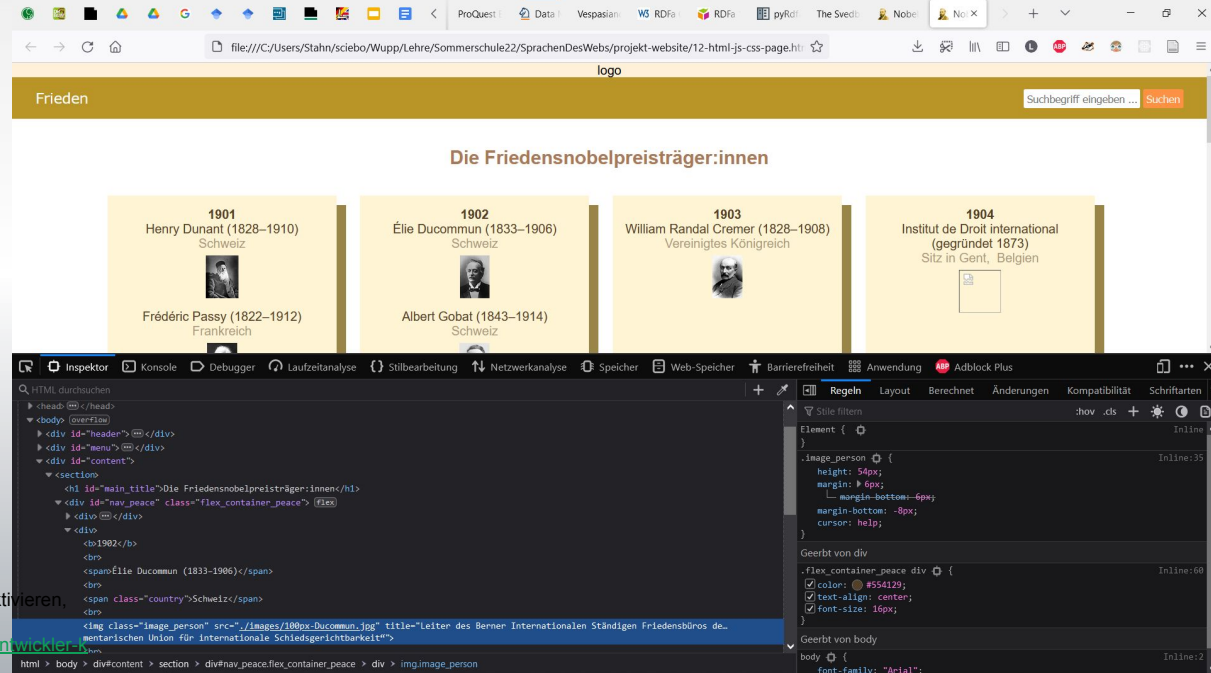 ProQuest Data Vespasian W3 RDFa RDFa pyRdf The Svedb Nobe
file:///C:/Users/Stahn/sciebo/Wupp/Lehre/Sommerschule22/SprachenDesWebs/projekt-website/12-html-js-css-page.ht
logo
Frieden Suchbegriff eingeben ... Suchen
Die Friedensnobelpreisträger:innen
1901
Henry Dunant (1828–1910)
Schweiz
Frédéric Passy (1822–1912)
Frankreich
1902
Élie Ducommun (1833–1906)
Schweiz
Albert Gobat (1843–1914)
Schweiz
1903
William Randal Cremer (1828–1908)
Vereinigtes Königreich
1904
Institut de Droit international
(gegründet 1873)
Sitz in Gent, Belgien
Inspektor Konsole Debugger Laufzeitanalyse {} Stilbearbeitung Netzwerkanalyse Speicher Web-Speicher Barrierefreiheit Anwendung ABP Adblock Plus
HTML durchsuchen
<head> </head>
<body> overflow
<div id="header"> </div>
<div id="menu"> </div>
<div id="content">
<section>
<h1 id="main_title">Die Friedensnobelpreisträger:innen</h1>
<div id="nav_peace" class="flex_container_peace"> flex
<div> </div>
<div>
<b>1902</b>
<br>
<span>Élie Ducommun (1833–1906)</span>
<br>
<span class="country">Schweiz</span>
<br>
<img class="image_person" src="./images/100px-Ducommun.jpg" title="Leiter des Berner Internationalen Ständigen Friedensbüros de…
mentarischen Union für internationale Schiedsgerichtbarkeit“">
<br>
html > body > div#content > section > div#nav_peace.flex_container_peace > div > img.image_person
Regeln Layout Berechnet Änderungen Kompatibilität Schriftarten
Stile filtern :hov .cls
Element { Inline
}
.image_person { Inline:35
height: 54px;
margin: 6px;
margin-bottom: 6px;
margin-bottom: -8px;
cursor: help;
}
Geerbt von div
.flex_container_peace div { Inline:60
color: #554129;
text-align: center;
font-size: 16px;
}
Geerbt von body
body { Inline:2
font-family: "Arial";
tivieren,
ntwickler-k